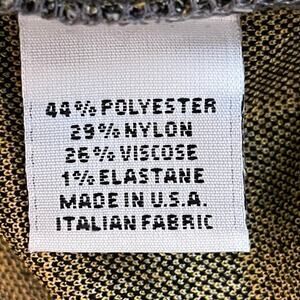 44% POLYESTER
29% NYLON
26% VISCOSE
1% ELASTANE
MADE IN U.S.A.
ITALIAN FABRIC